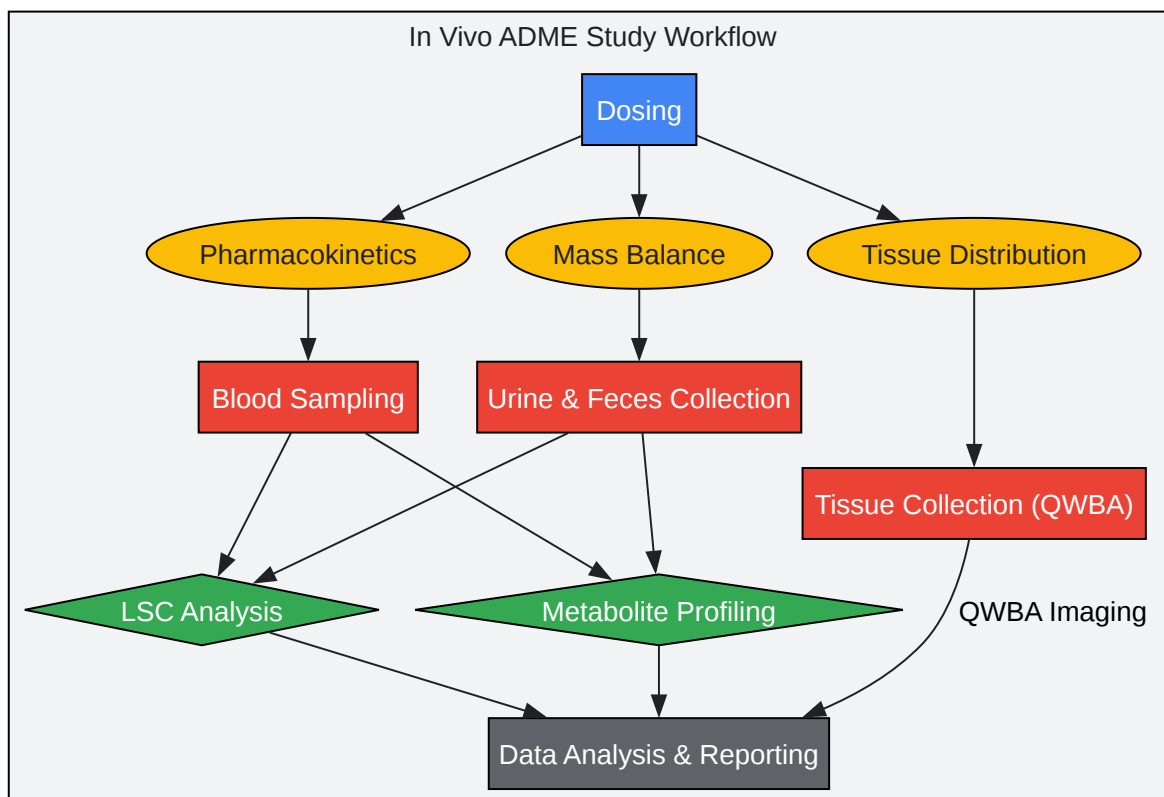 In Vivo ADME Study Workflow
Dosing
Pharmacokinetics
Mass Balance
Tissue Distribution
Blood Sampling
Urine & Feces Collection
Tissue Collection (QWBA)
LSC Analysis
Metabolite Profiling
QWBA Imaging
Data Analysis & Reporting